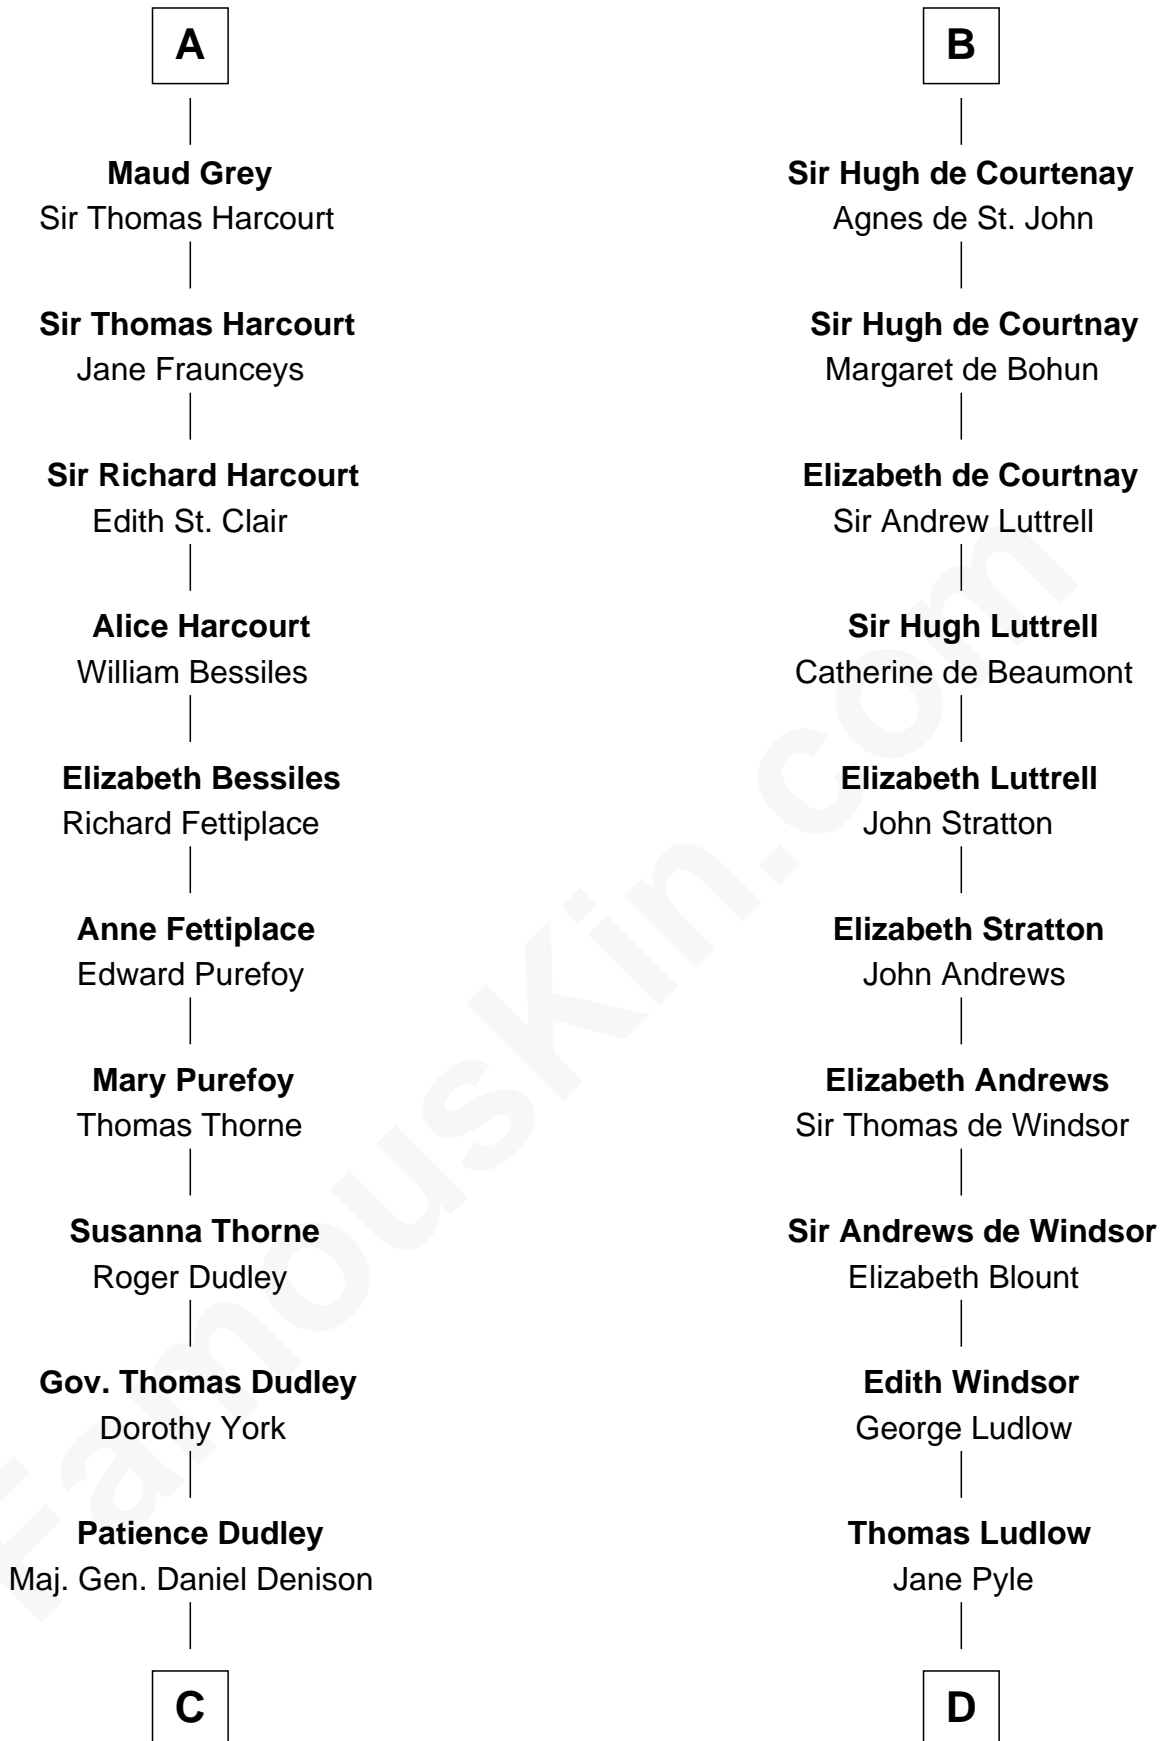 A
Maud Grey
Sir Thomas Harcourt
Sir Thomas Harcourt
Jane Fraunceys
Sir Richard Harcourt
Edith St. Clair
Alice Harcourt
William Bessiles
Elizabeth Bessiles
Richard Fettiplace
Anne Fettiplace
Edward Purefoy
Mary Purefoy
Thomas Thorne
Susanna Thorne
Roger Dudley
Gov. Thomas Dudley
Dorothy York
Patience Dudley
Maj. Gen. Daniel Denison
C
B
Sir Hugh de Courtenay
Agnes de St. John
Sir Hugh de Courtnay
Margaret de Bohun
Elizabeth de Courtnay
Sir Andrew Luttrell
Sir Hugh Luttrell
Catherine de Beaumont
Elizabeth Luttrell
John Stratton
Elizabeth Stratton
John Andrews
Elizabeth Andrews
Sir Thomas de Windsor
Sir Andrews de Windsor
Elizabeth Blount
Edith Windsor
George Ludlow
Thomas Ludlow
Jane Pyle
D
FamousKin.com